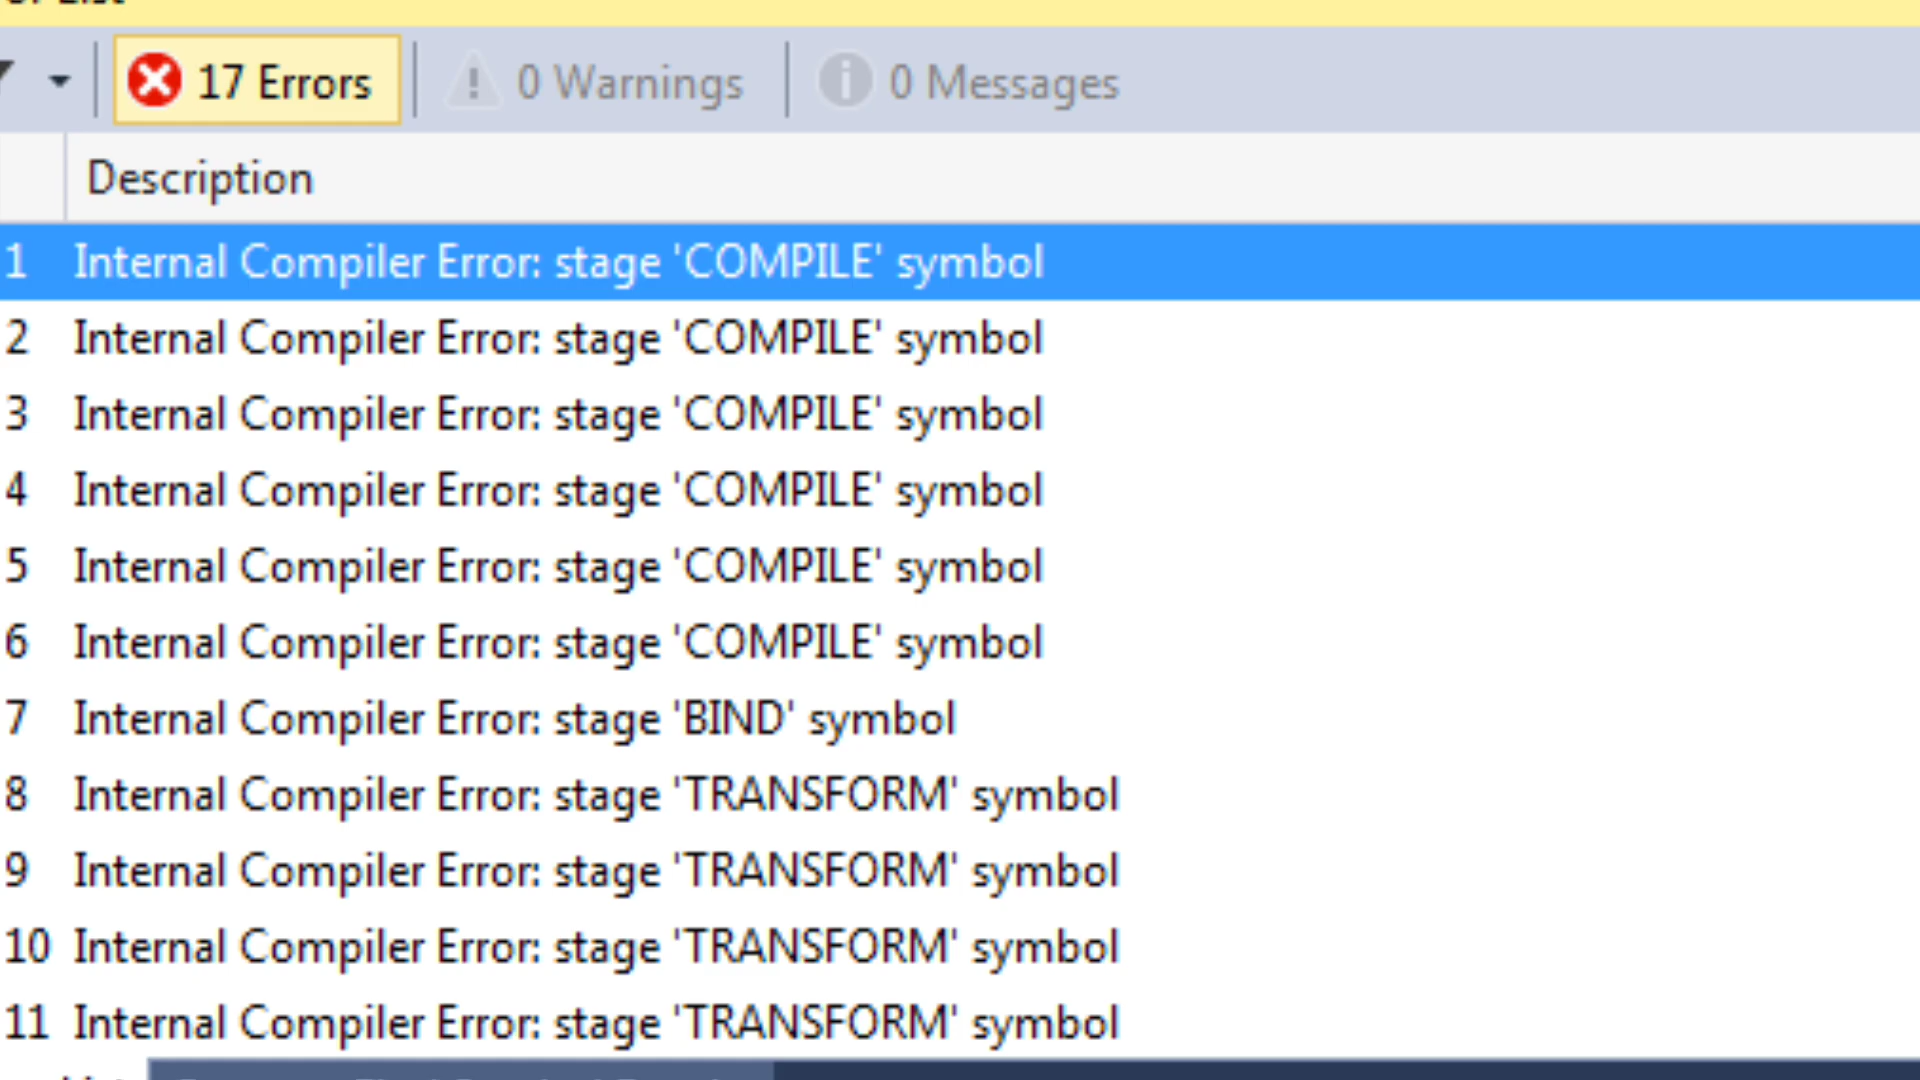 17 Errors 0 Warnings 0 Messages
Description
1 Internal Compiler Error: stage 'COMPILE' symbol
2 Internal Compiler Error: stage 'COMPILE' symbol
3 Internal Compiler Error: stage 'COMPILE' symbol
4 Internal Compiler Error: stage 'COMPILE' symbol
5 Internal Compiler Error: stage 'COMPILE' symbol
6 Internal Compiler Error: stage 'COMPILE' symbol
7 Internal Compiler Error: stage 'BIND' symbol
8 Internal Compiler Error: stage 'TRANSFORM' symbol
9 Internal Compiler Error: stage 'TRANSFORM' symbol
10 Internal Compiler Error: stage 'TRANSFORM' symbol
11 Internal Compiler Error: stage 'TRANSFORM' symbol